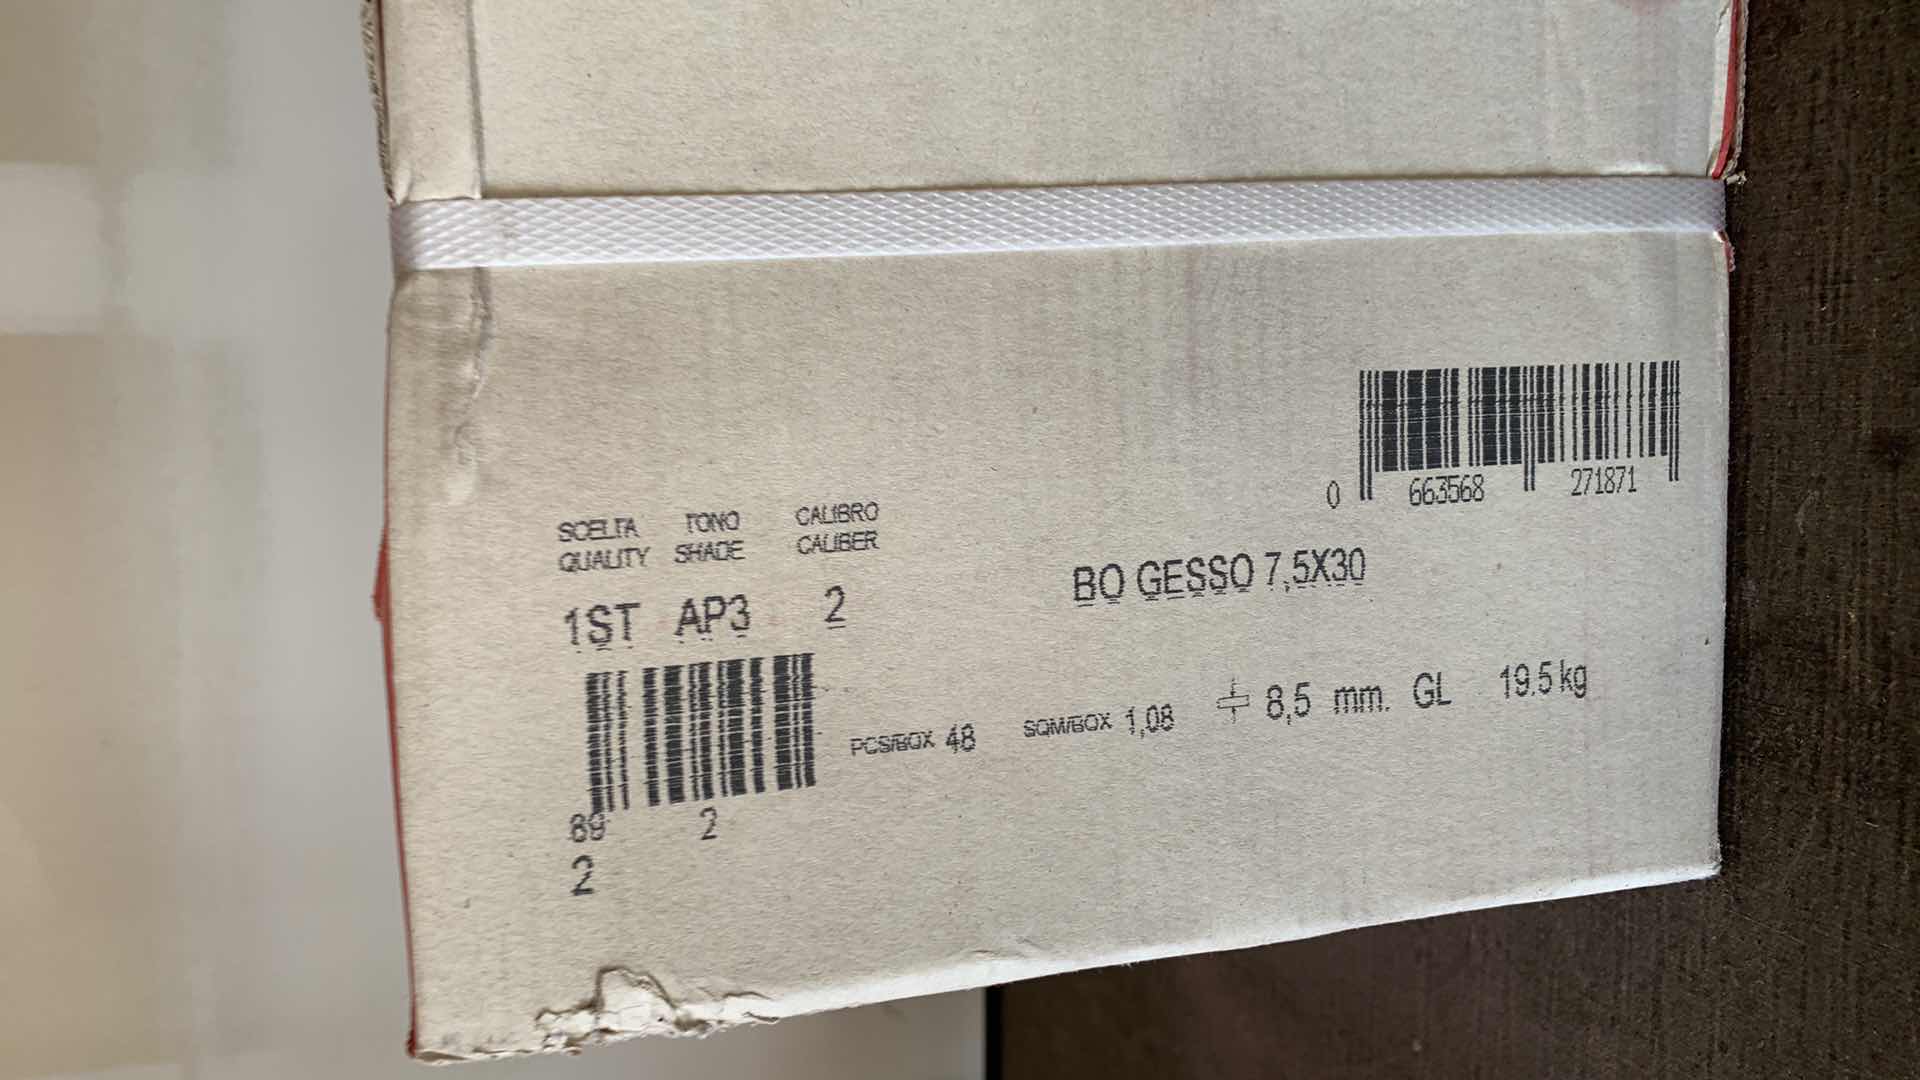 SCELTA TONO CALIBRO
QUALITY SHADE CALIBER
1ST AP3 2
0 663568 271871
BO GESSO 7,5X30
PCS/BOX 48 SQM/BOX 1,08 8,5 mm. GL 19.5 kg
89 2
2